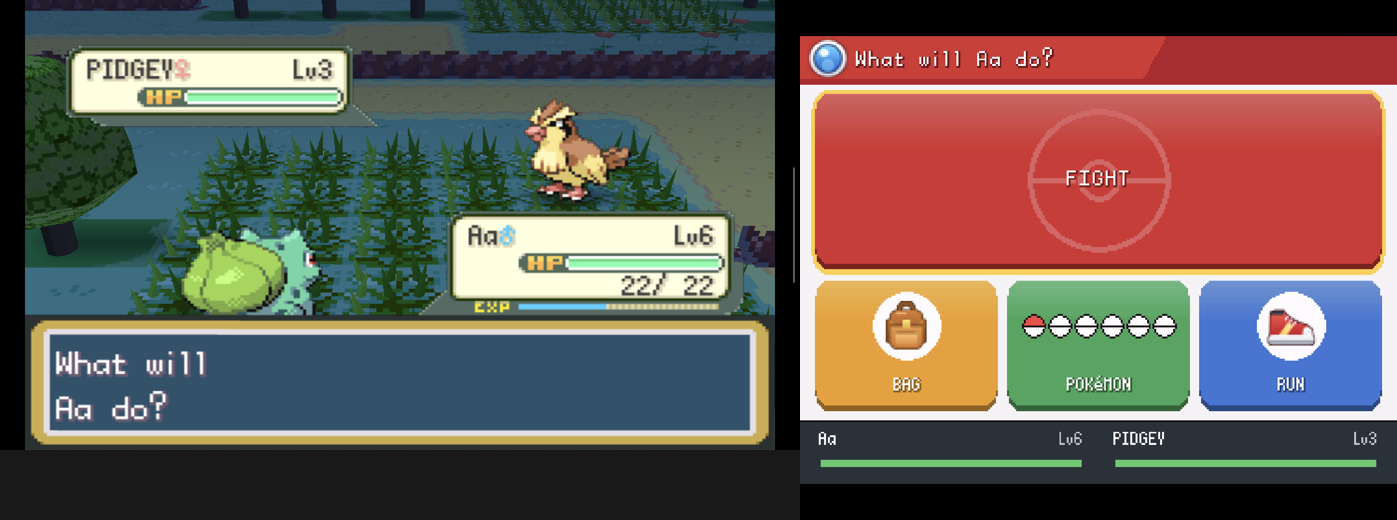 PIDGEY♀ Lv3
HP
Aa♂ Lv6
HP
22/ 22
EXP
What will
Aa do?
What will Aa do?
FIGHT
BAG
POKéMON
RUN
Aa Lv6 PIDGEY Lv3